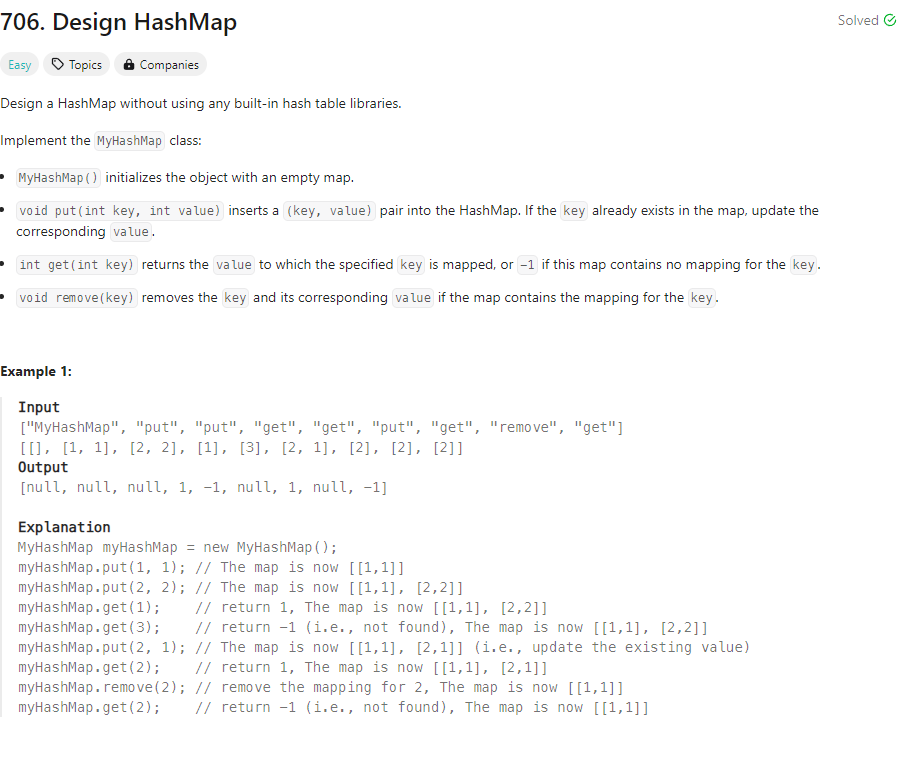 706. Design HashMap
Solved
Easy
Topics
Companies
Design a HashMap without using any built-in hash table libraries.
Implement the MyHashMap class:
• MyHashMap() initializes the object with an empty map.
• void put(int key, int value) inserts a (key, value) pair into the HashMap. If the key already exists in the map, update the
corresponding value.
• int get(int key) returns the value to which the specified key is mapped, or -1 if this map contains no mapping for the key.
• void remove(key) removes the key and its corresponding value if the map contains the mapping for the key.
Example 1:
Input
["MyHashMap", "put", "put", "get", "get", "put", "get", "remove", "get"]
[[], [1, 1], [2, 2], [1], [3], [2, 1], [2], [2], [2]]
Output
[null, null, null, 1, -1, null, 1, null, -1]
Explanation
MyHashMap myHashMap = new MyHashMap();
myHashMap.put(1, 1); // The map is now [[1,1]]
myHashMap.put(2, 2); // The map is now [[1,1], [2,2]]
myHashMap.get(1);    // return 1, The map is now [[1,1], [2,2]]
myHashMap.get(3);    // return -1 (i.e., not found), The map is now [[1,1], [2,2]]
myHashMap.put(2, 1); // The map is now [[1,1], [2,1]] (i.e., update the existing value)
myHashMap.get(2);    // return 1, The map is now [[1,1], [2,1]]
myHashMap.remove(2); // remove the mapping for 2, The map is now [[1,1]]
myHashMap.get(2);    // return -1 (i.e., not found), The map is now [[1,1]]